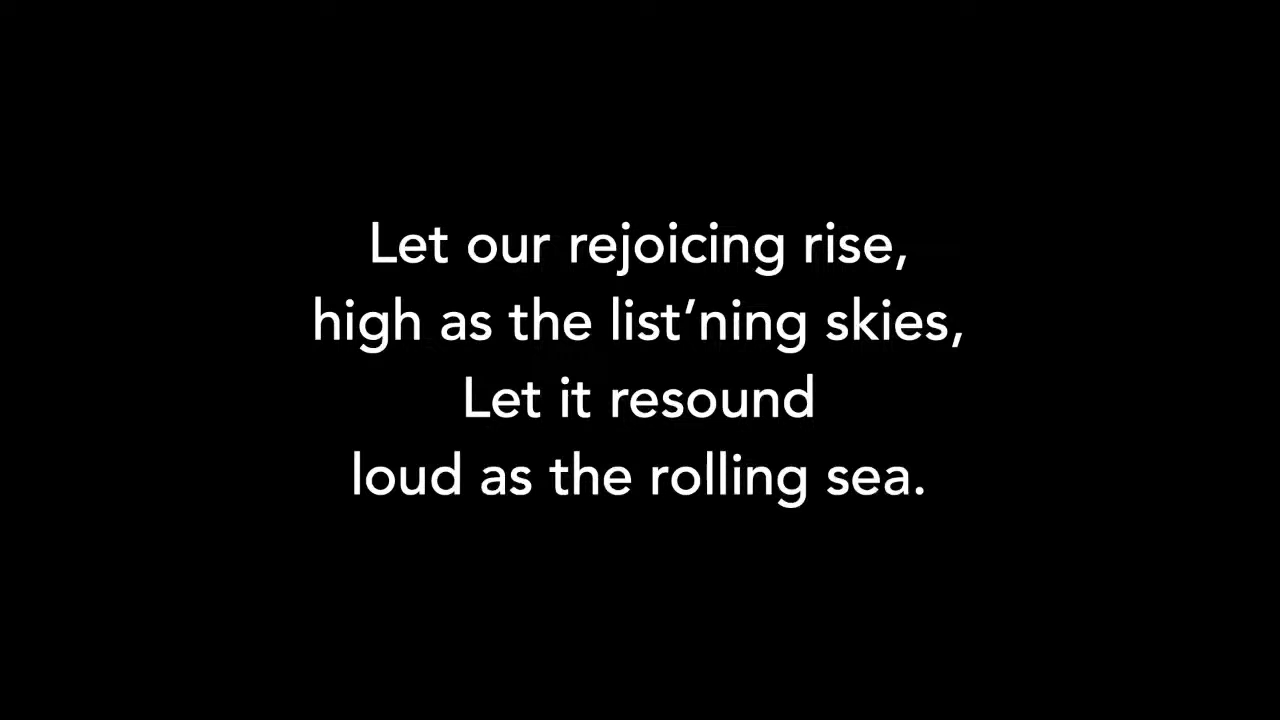 Let our rejoicing rise,
high as the list’ning skies,
Let it resound
loud as the rolling sea.